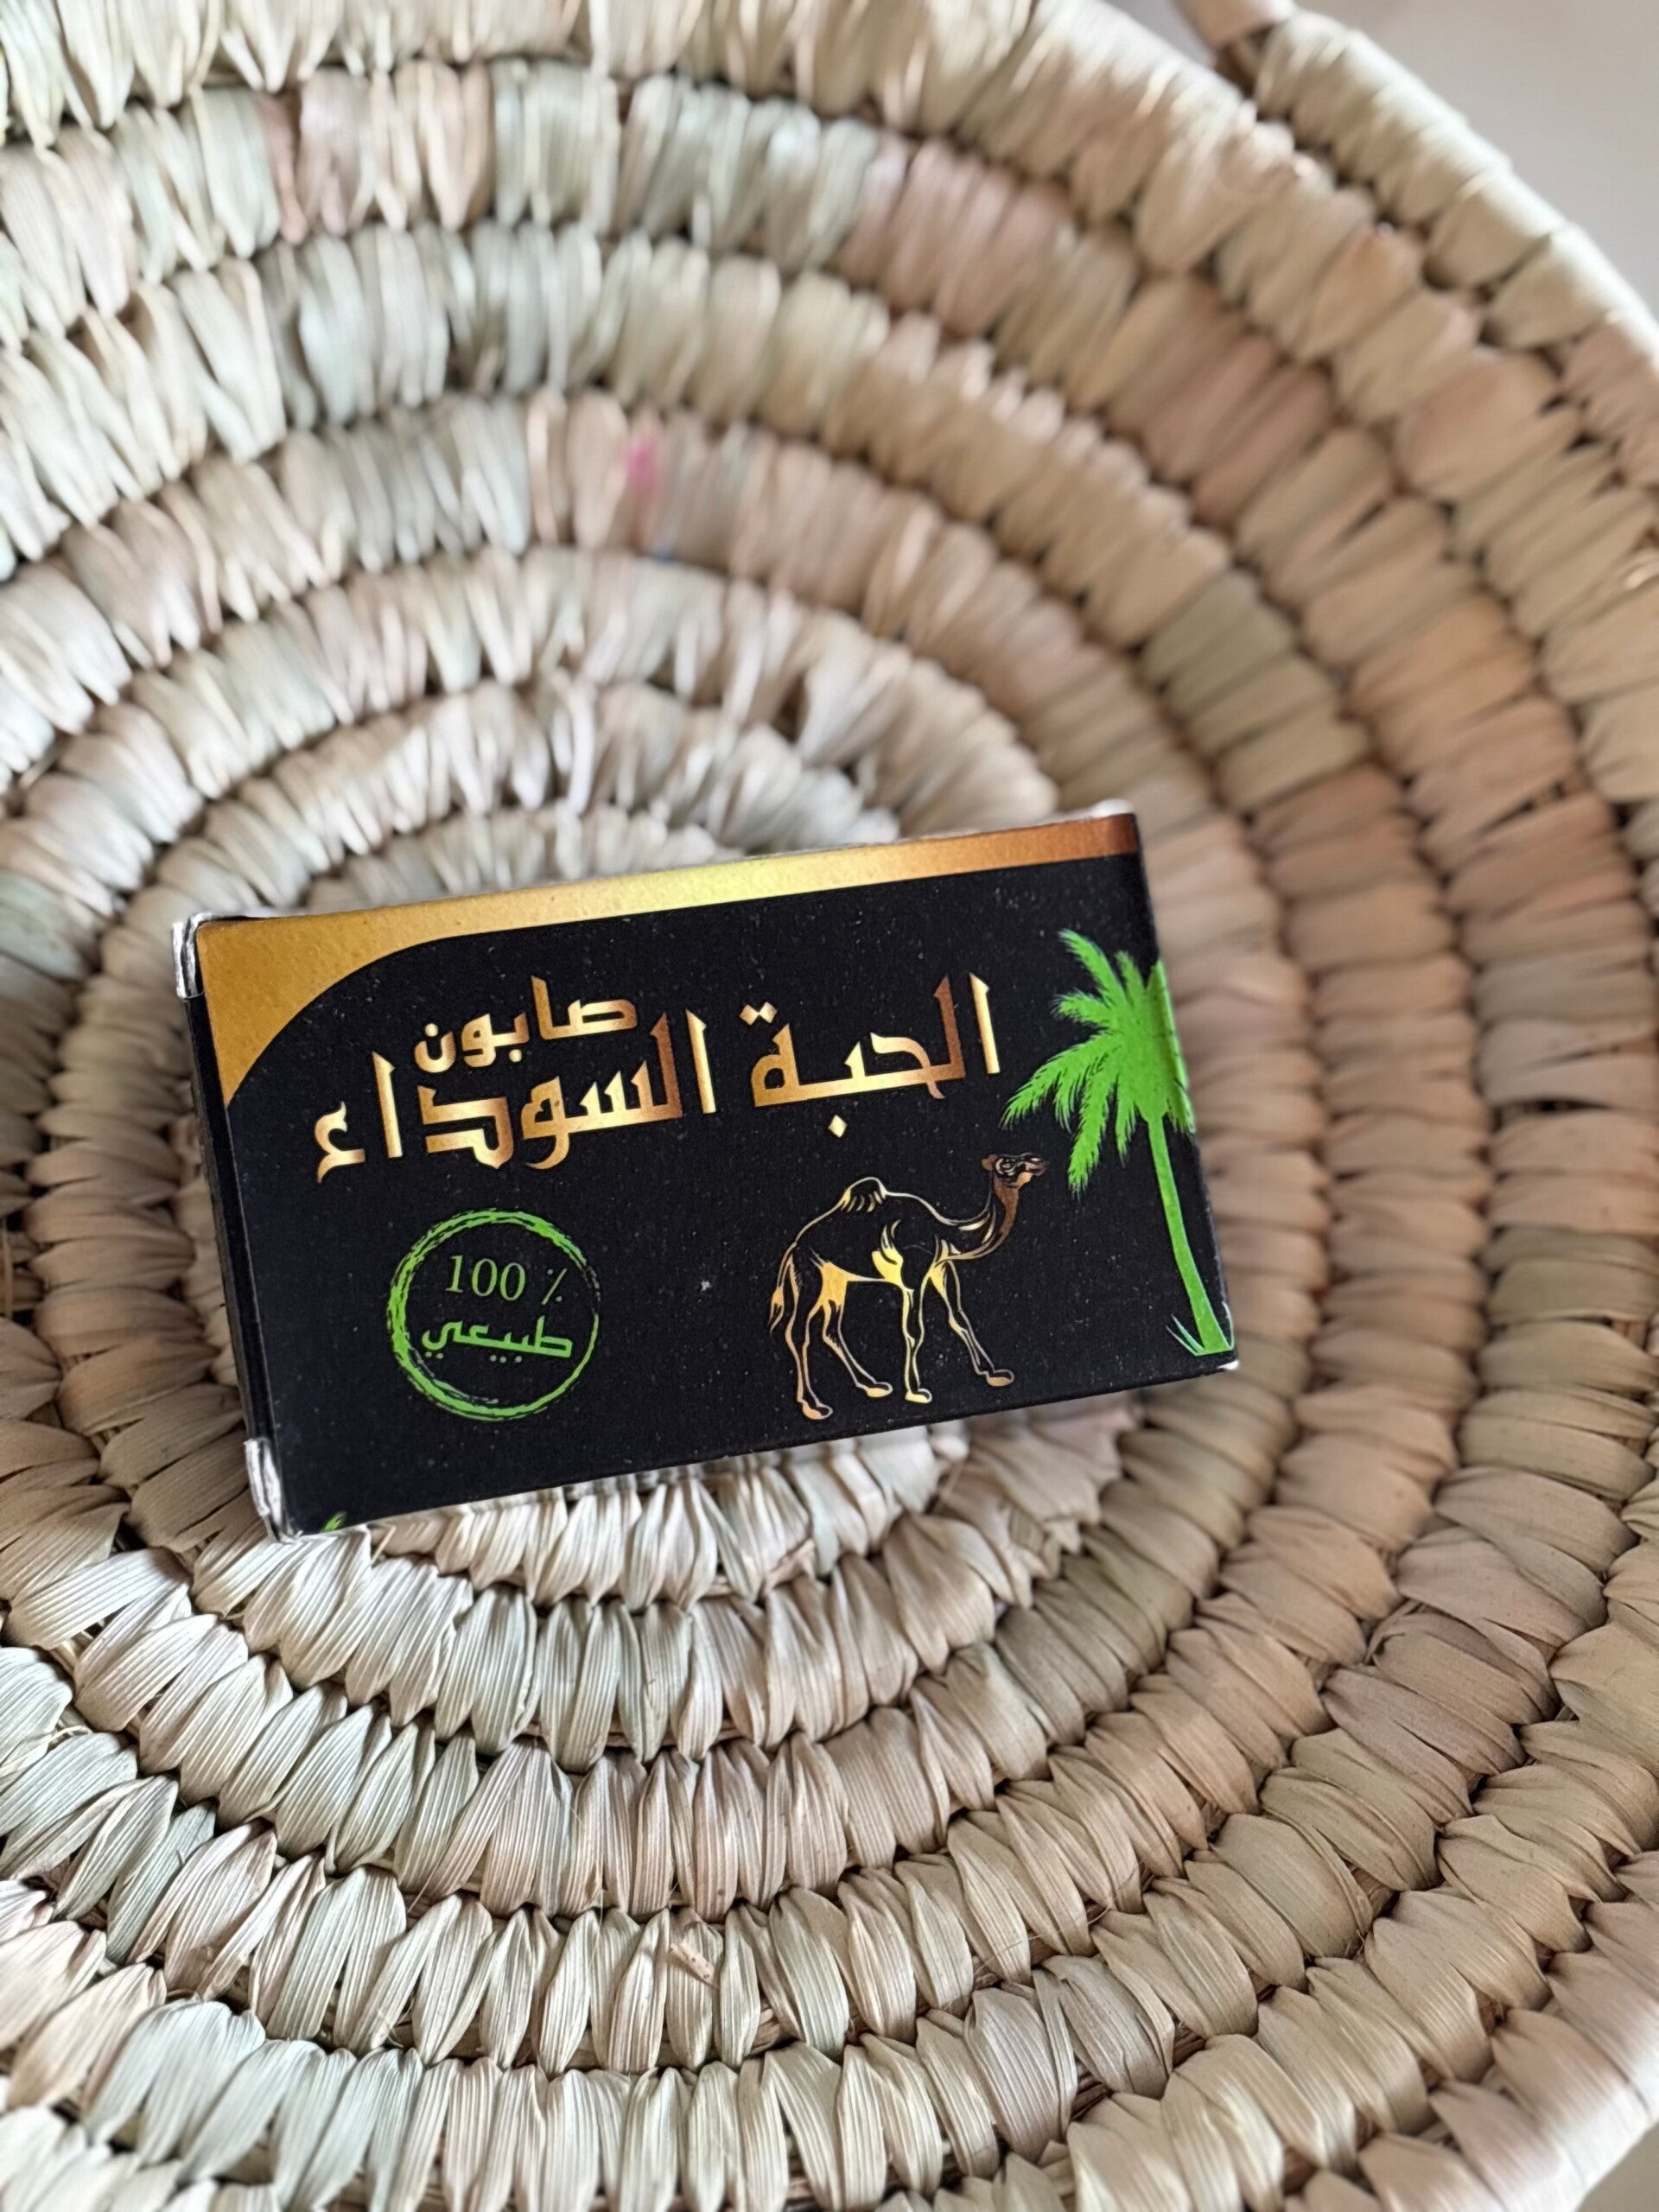 صابون
الحبة السوداء
100 ٪
طبيعي